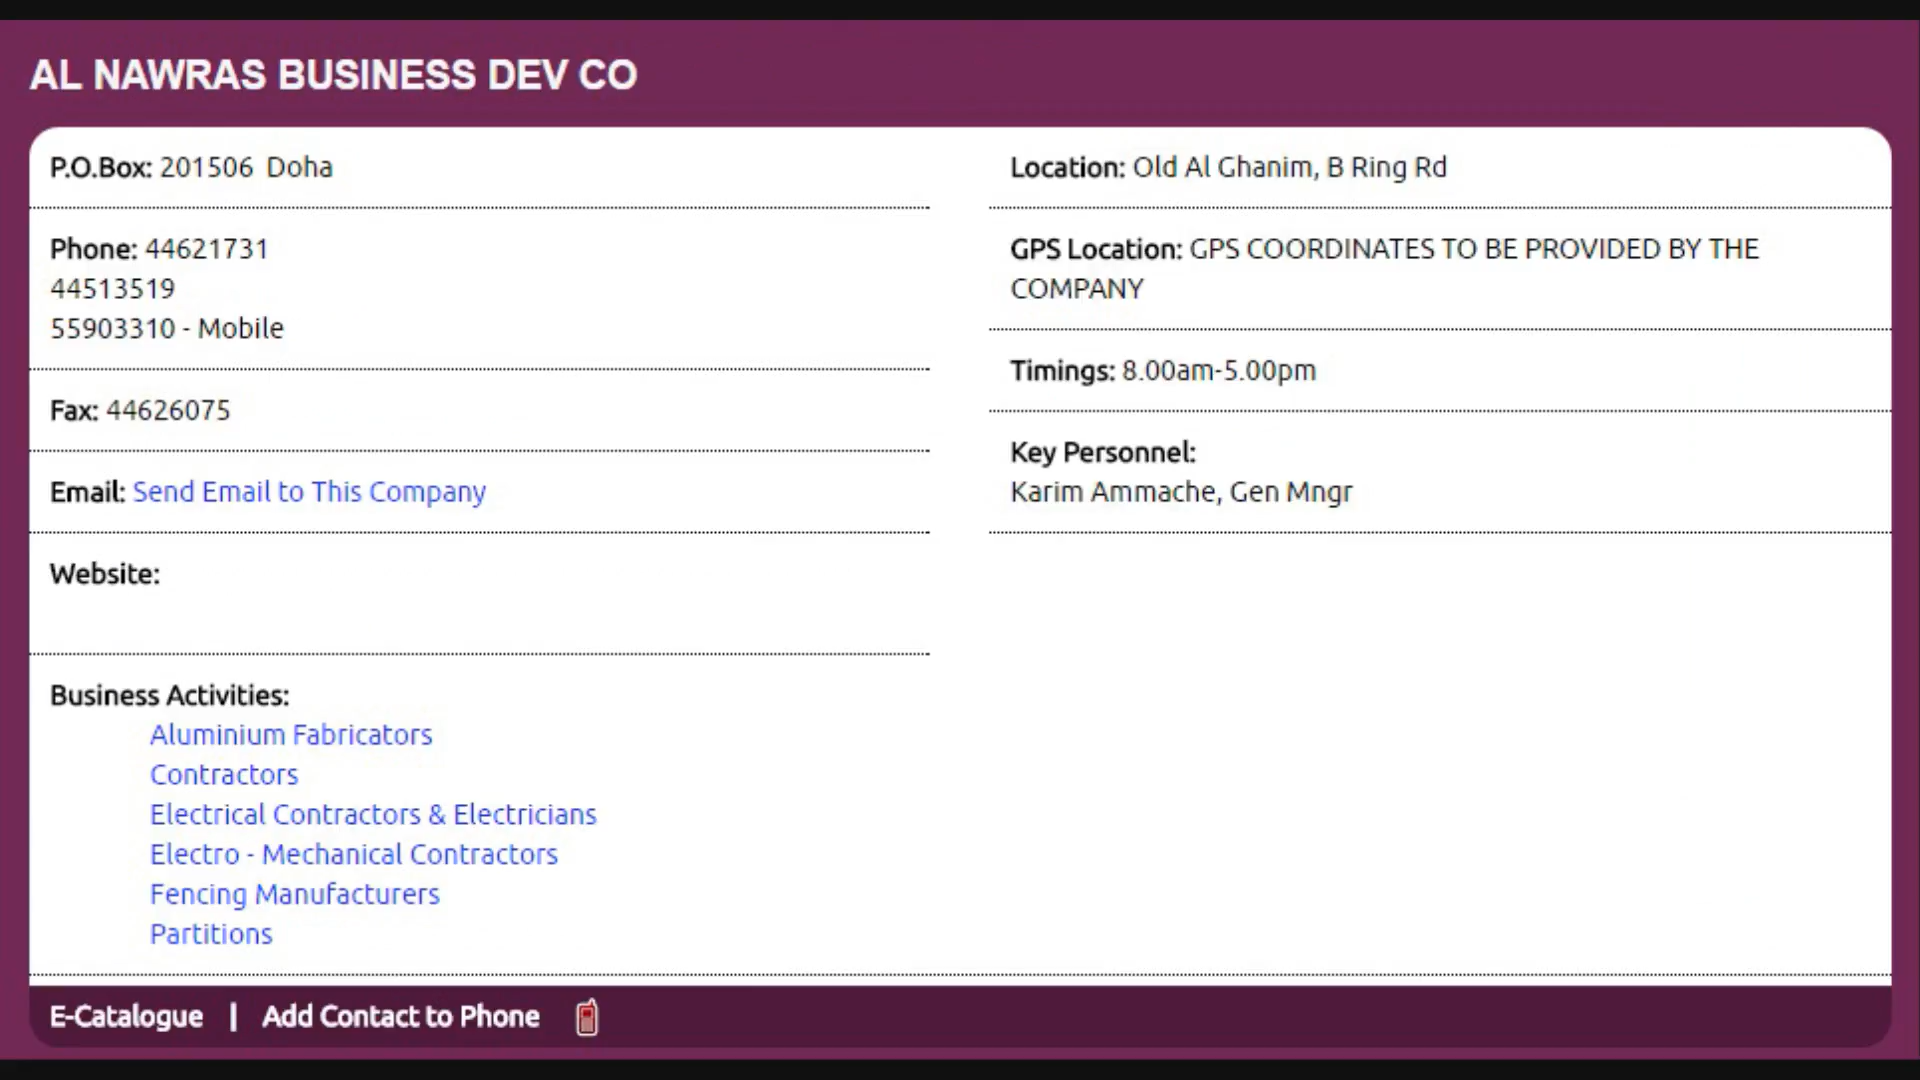 AL NAWRAS BUSINESS DEV CO
P.O.Box: 201506 Doha
Phone: 44621731
44513519
55903310 - Mobile
Fax: 44626075
Email: Send Email to This Company
Website:
Business Activities:
Aluminium Fabricators
Contractors
Electrical Contractors & Electricians
Electro - Mechanical Contractors
Fencing Manufacturers
Partitions
Location: Old Al Ghanim, B Ring Rd
GPS Location: GPS COORDINATES TO BE PROVIDED BY THE
COMPANY
Timings: 8.00am-5.00pm
Key Personnel:
Karim Ammache, Gen Mngr
E-Catalogue | Add Contact to Phone